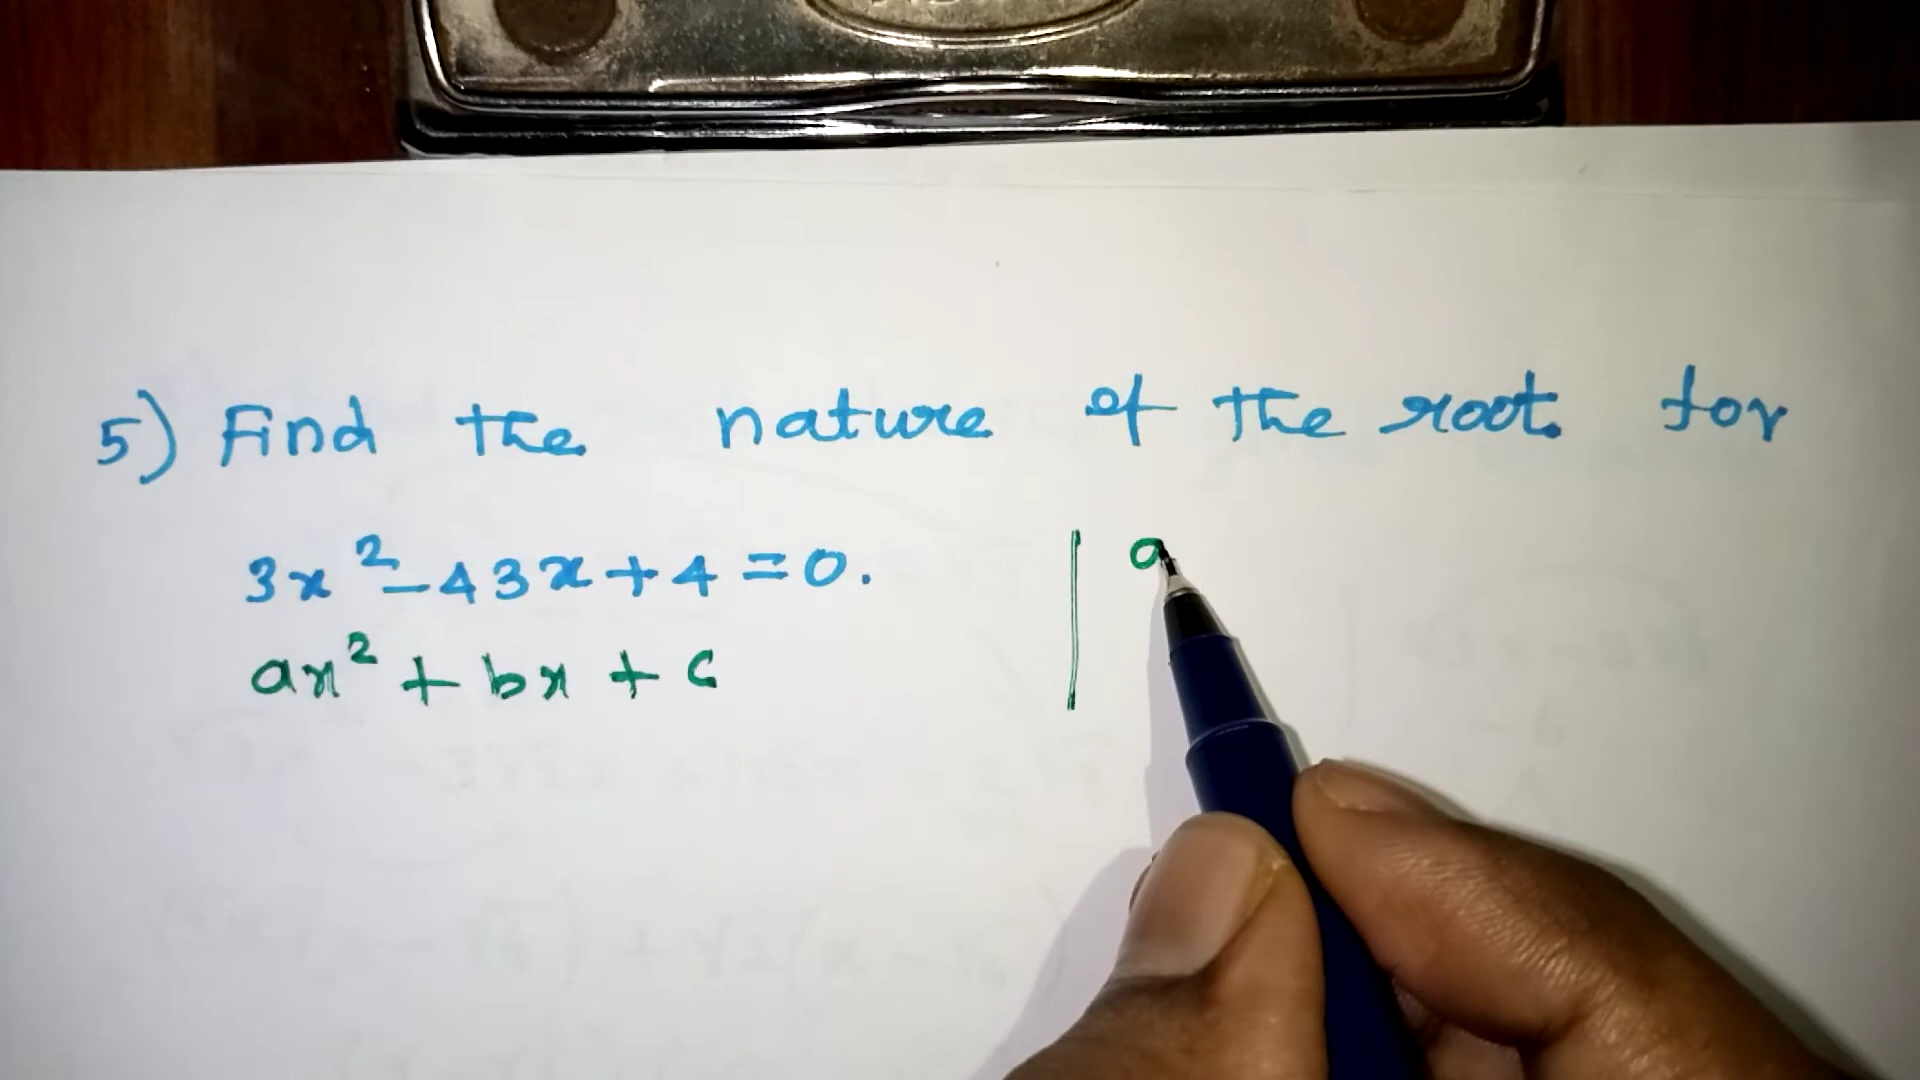 5) Find the nature of the root for
3x² - 43x + 4 = 0.
ax² + bx + c
a